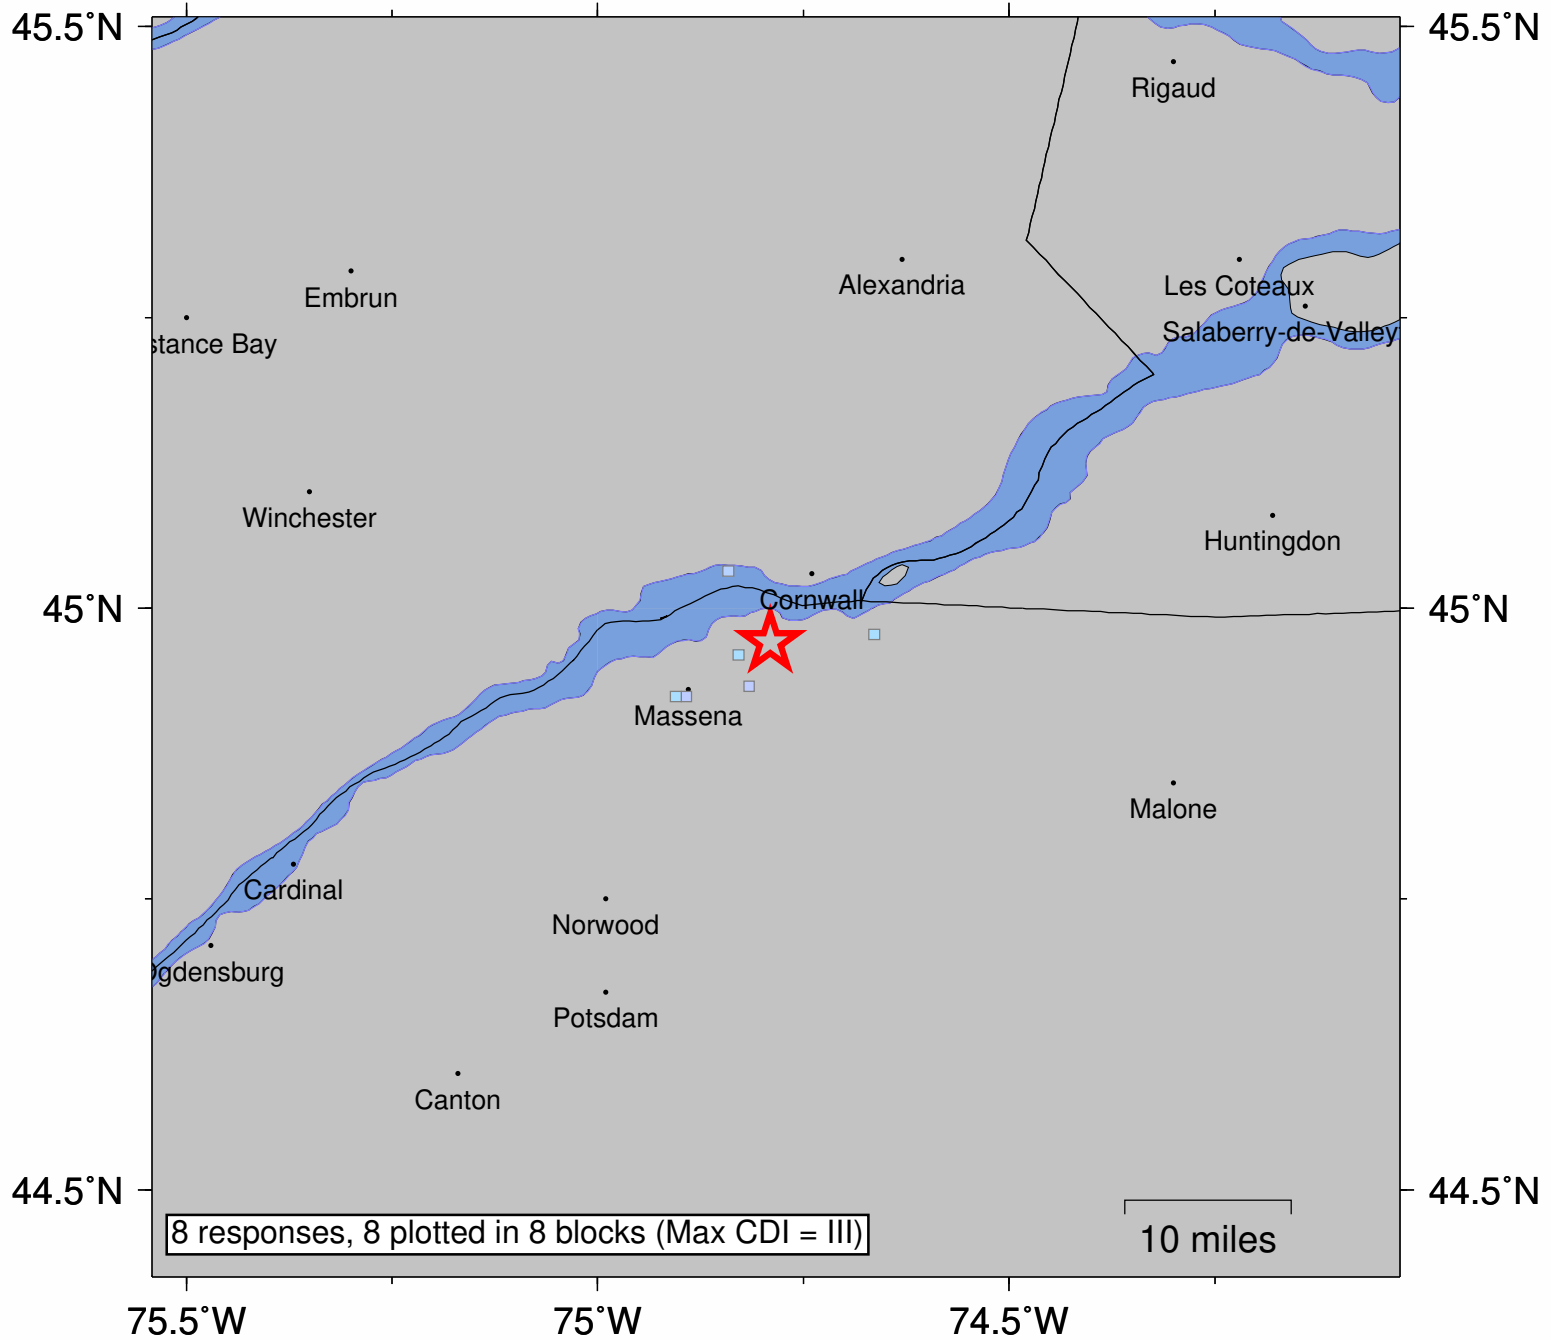 45.5°N
45.5°N
Rigaud
Embrun
Alexandria
Les Coteaux
stance Bay
Salaberry-de-Valley
Winchester
Huntingdon
45°N
Cornwall
45°N
Massena
Malone
Cardinal
Norwood
Ogdensburg
Potsdam
Canton
44.5°N
44.5°N
8 responses, 8 plotted in 8 blocks (Max CDI = III)
10 miles
75.5°W
75°W
74.5°W